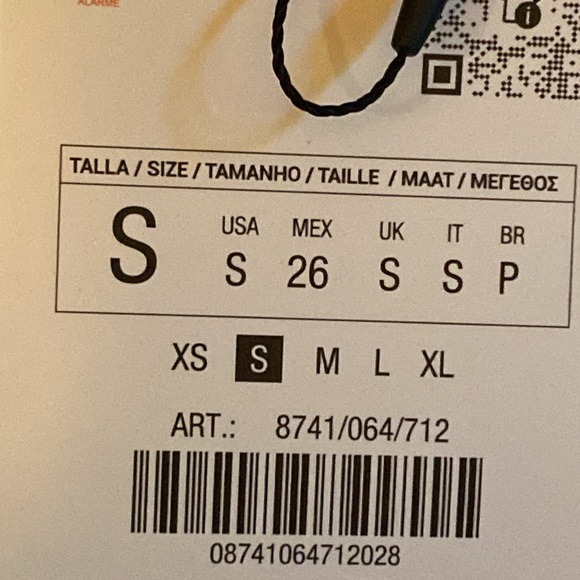 ALARME
TALLA / SIZE / TAMANHO / TAILLE / MAAT / ΜΕΓΕΘΟΣ
S
USA MEX UK IT BR
S 26 S S P
XS S M L XL
ART.: 8741/064/712
08741064712028